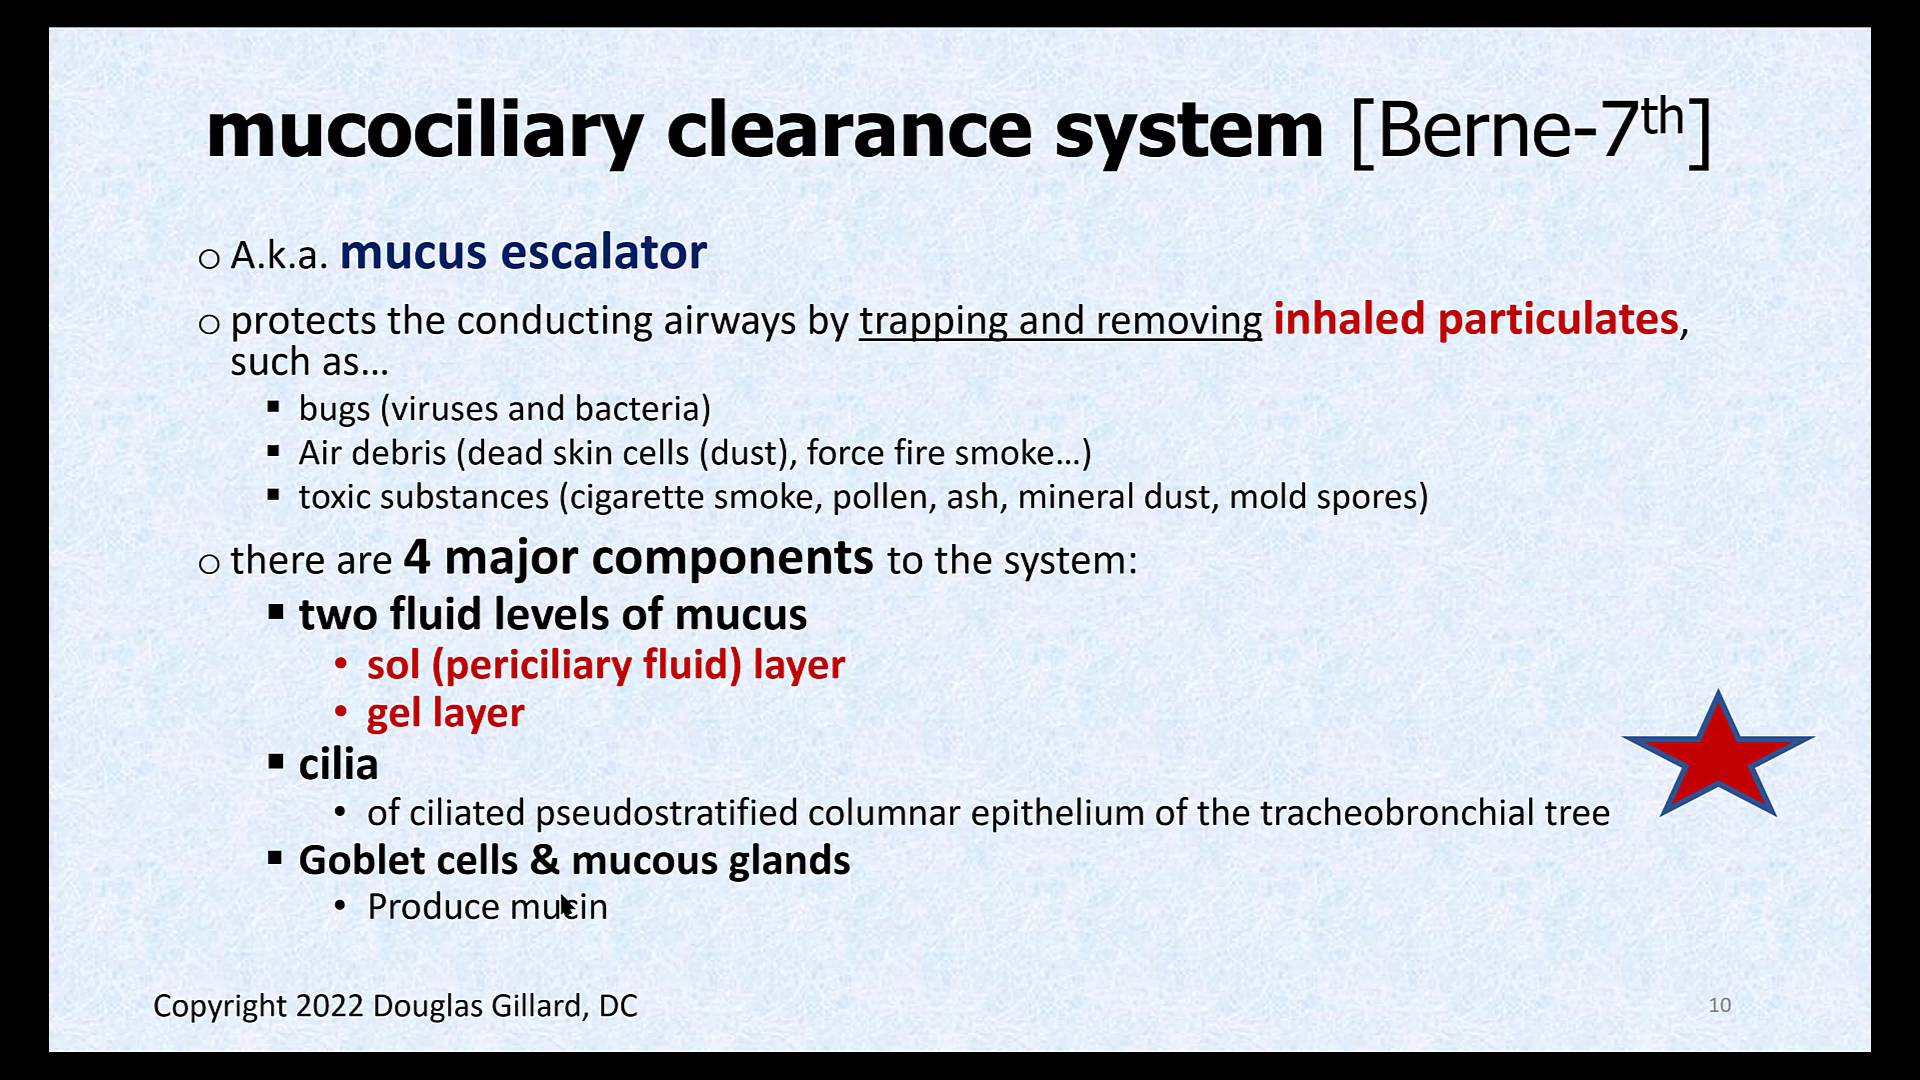 mucociliary clearance system [Berne-7th]
o A.k.a. mucus escalator
o protects the conducting airways by trapping and removing inhaled particulates,
such as…
▪ bugs (viruses and bacteria)
▪ Air debris (dead skin cells (dust), force fire smoke…)
▪ toxic substances (cigarette smoke, pollen, ash, mineral dust, mold spores)
o there are 4 major components to the system:
▪ two fluid levels of mucus
• sol (periciliary fluid) layer
• gel layer
▪ cilia
• of ciliated pseudostratified columnar epithelium of the tracheobronchial tree
▪ Goblet cells & mucous glands
• Produce mucin
Copyright 2022 Douglas Gillard, DC
10